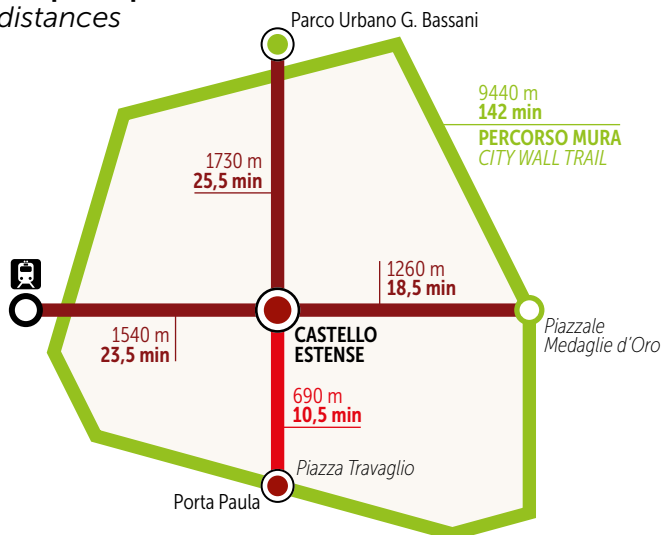 distances
Parco Urbano G. Bassani
9440 m
142 min
PERCORSO MURA
CITY WALL TRAIL
1730 m
25,5 min
1260 m
18,5 min
1540 m
23,5 min
CASTELLO
ESTENSE
Piazzale
Medaglie d'Oro
690 m
10,5 min
Piazza Travaglio
Porta Paula